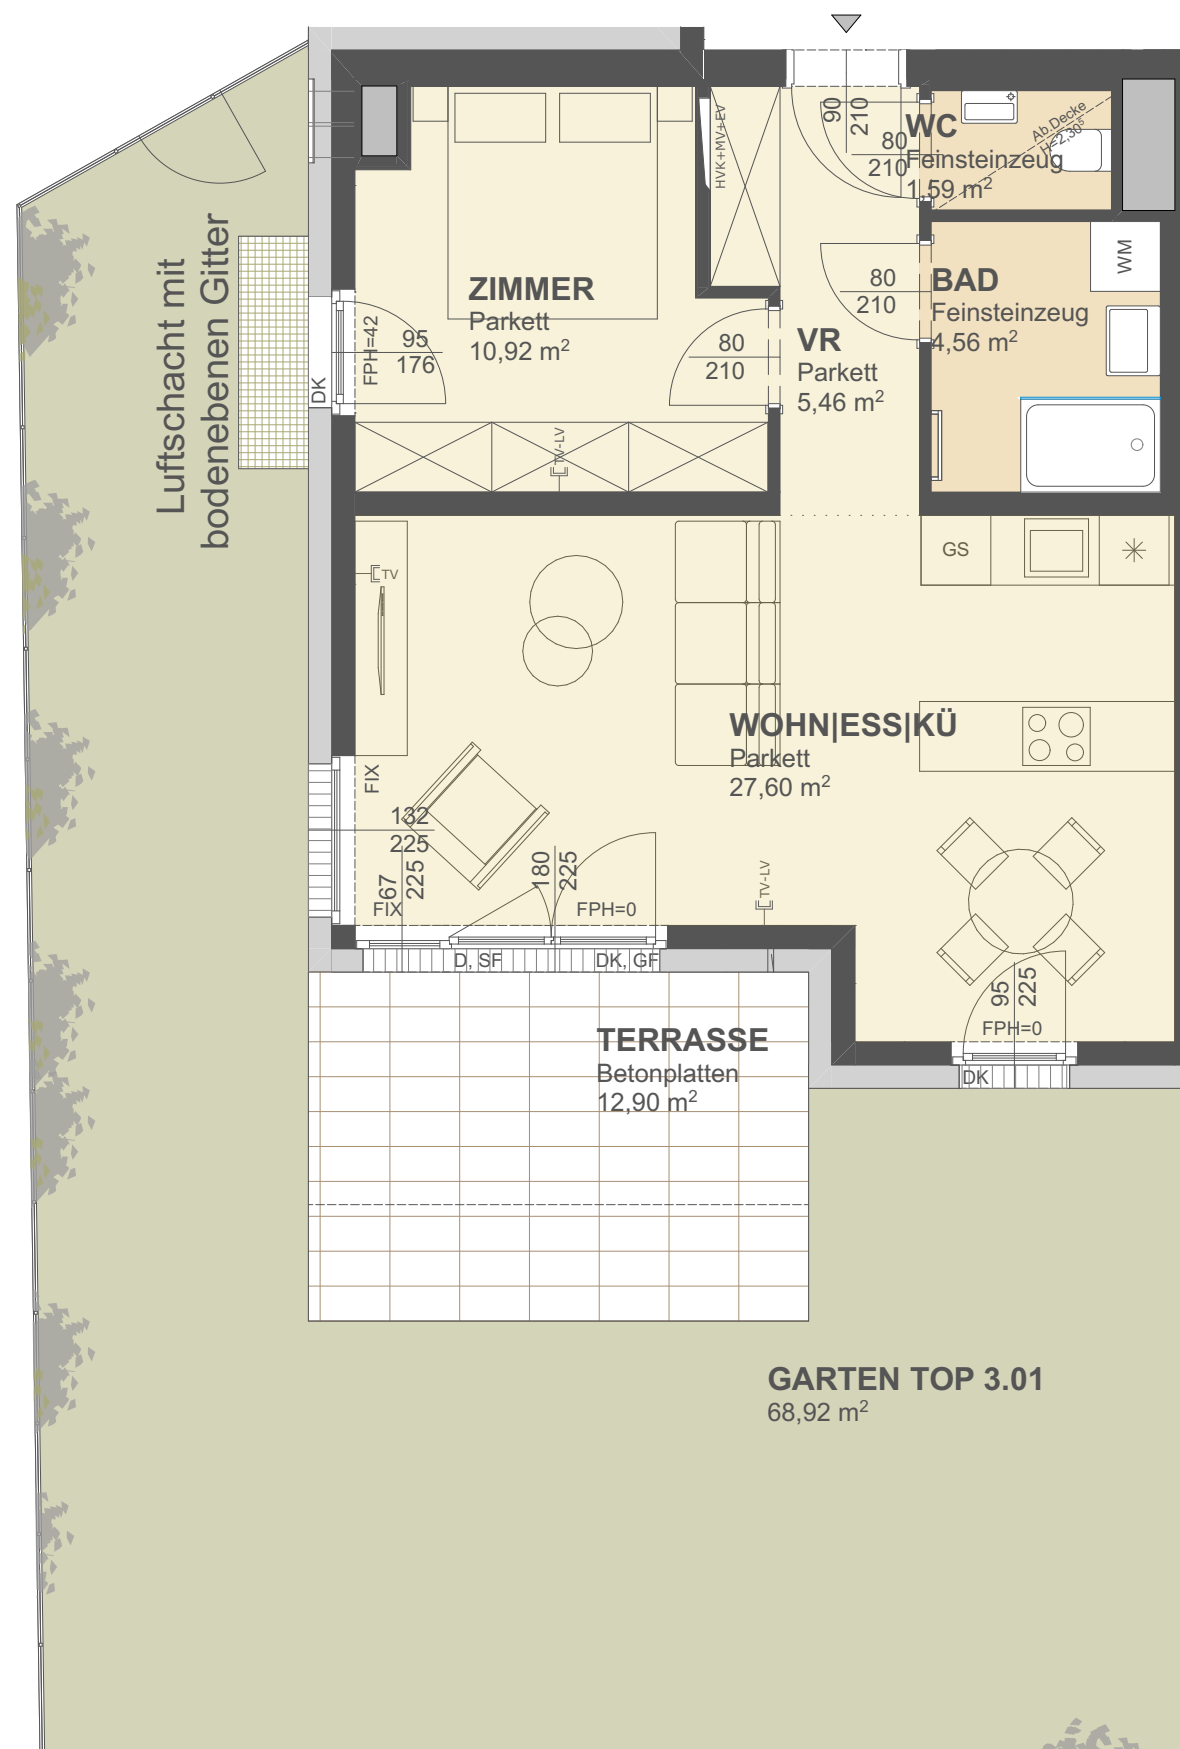 90
210
WC
Feinsteinzeug
1,59 m²
80
210
Ab.Decke
H=2,30⁵
HVK+MV+EV
Luftschacht mit
bodenebenen Gitter
ZIMMER
Parkett
10,92 m²
95
176
FPH=42
DK
80
210
VR
Parkett
5,46 m²
80
210
BAD
Feinsteinzeug
4,56 m²
WM
TV-LV
TV
GS
WOHN|ESS|KÜ
Parkett
27,60 m²
FIX
132
225
67
225
FIX
180
225
FPH=0
TV-LV
D, SF
DK, GF
95
225
FPH=0
DK
TERRASSE
Betonplatten
12,90 m²
GARTEN TOP 3.01
68,92 m²